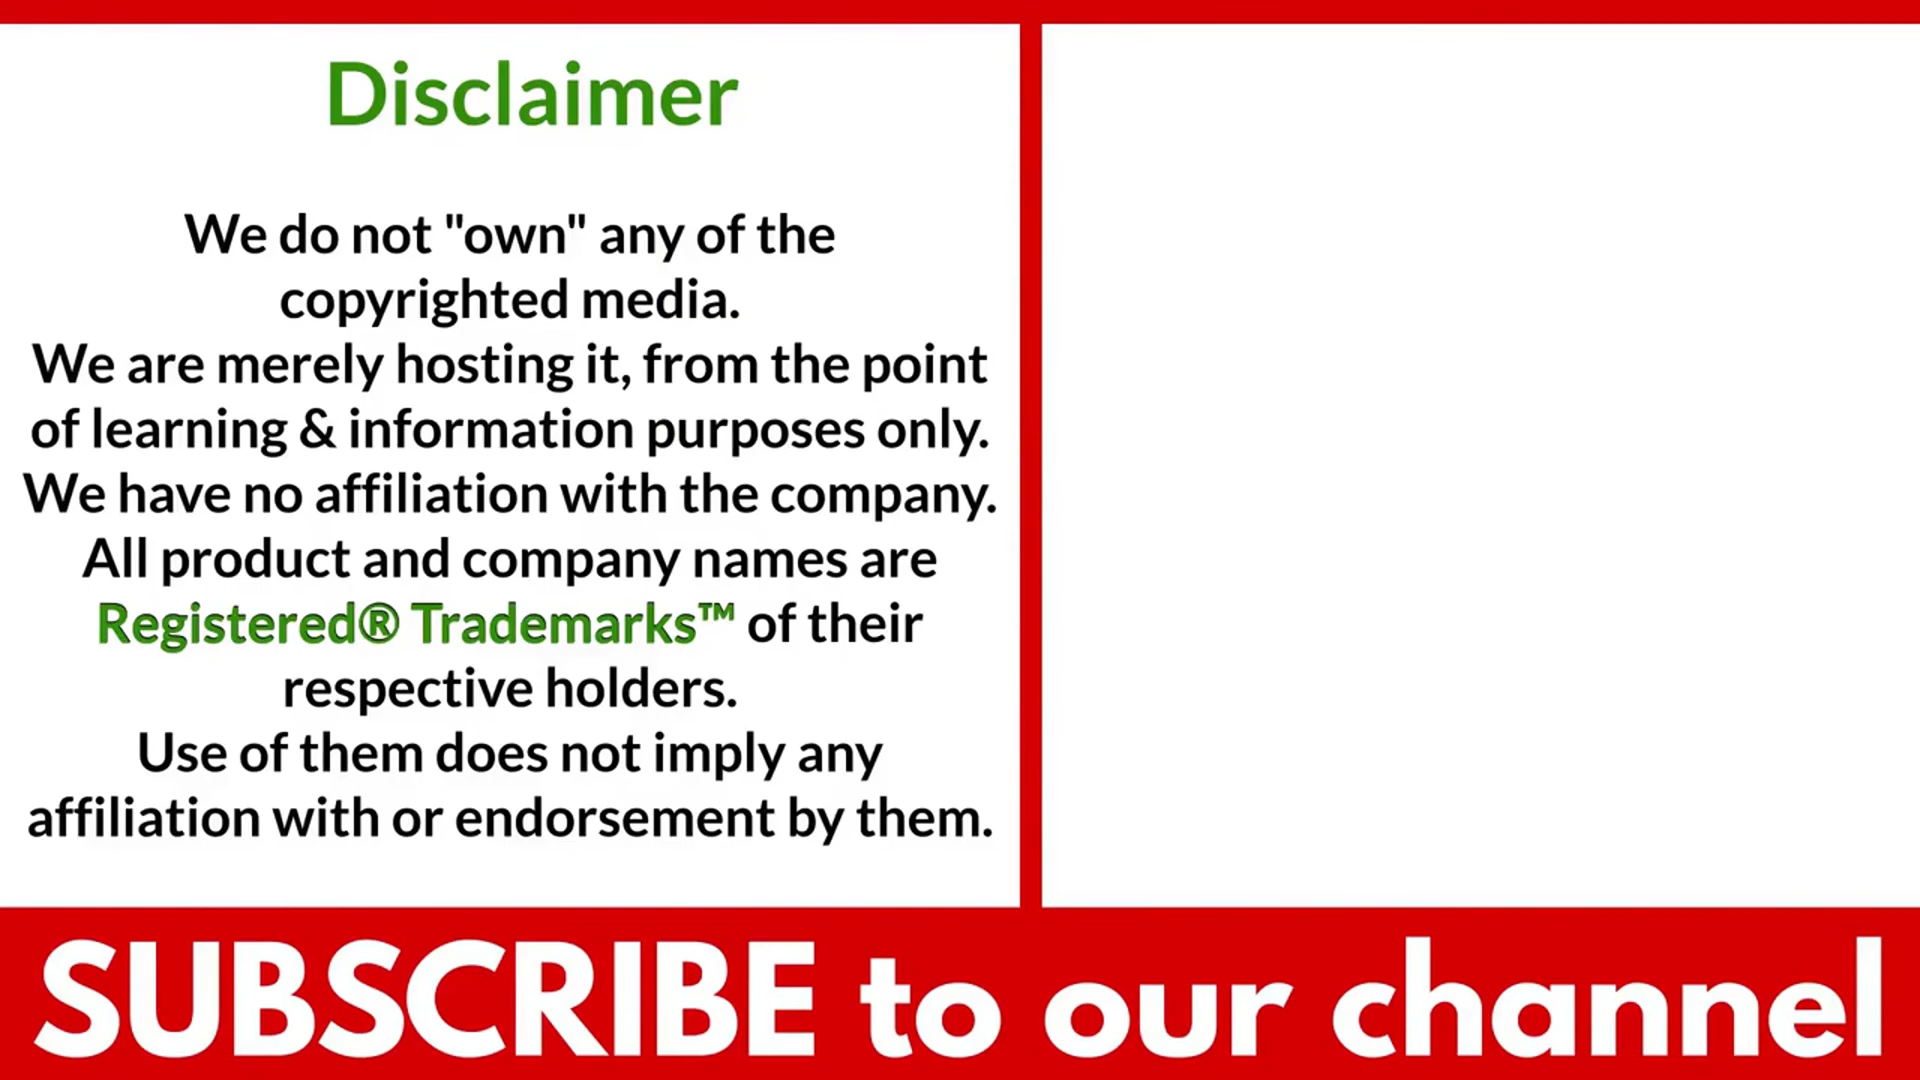 Disclaimer
We do not "own" any of the
copyrighted media.
We are merely hosting it, from the point
of learning & information purposes only.
We have no affiliation with the company.
All product and company names are
Registered® Trademarks™ of their
respective holders.
Use of them does not imply any
affiliation with or endorsement by them.
SUBSCRIBE to our channel